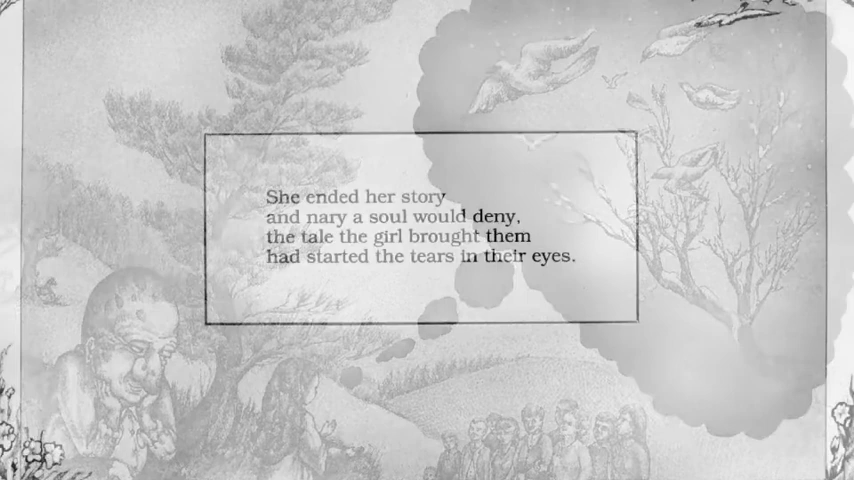 She ended her story
and nary a soul would deny,
the tale the girl brought them
had started the tears in their eyes.